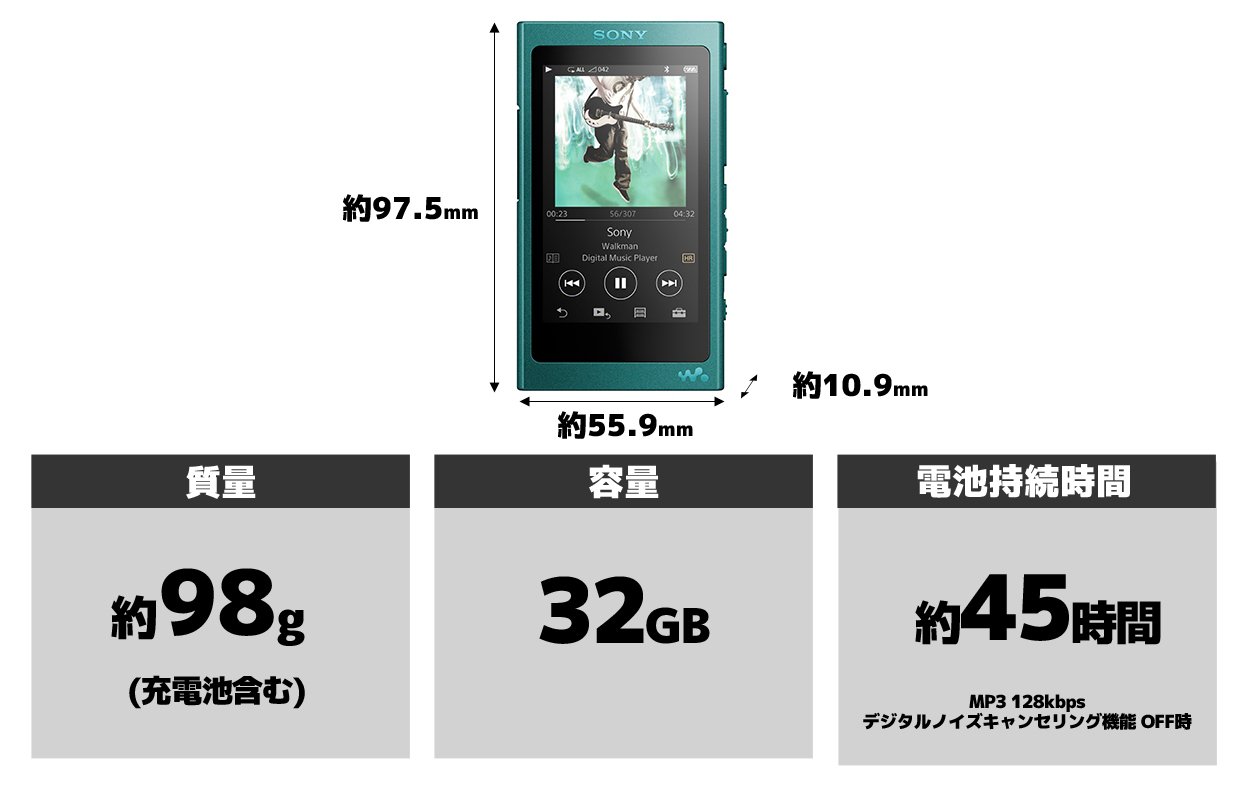 SONY
ALL 042
約97.5mm
00:23 56/307 04:32
Sony
Walkman
Digital Music Player
HR
約10.9mm
約55.9mm
質量
約98g
(充電池含む)
容量
32GB
電池持続時間
約45時間
MP3 128kbps
デジタルノイズキャンセリング機能 OFF時